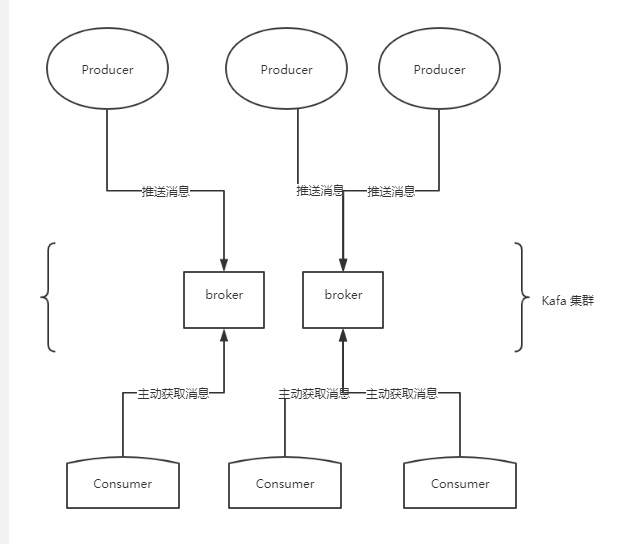 Producer
Producer
Producer
推送消息
推送消息
推送消息
broker
broker
Kafa 集群
主动获取消息
主动获取消息
主动获取消息
Consumer
Consumer
Consumer